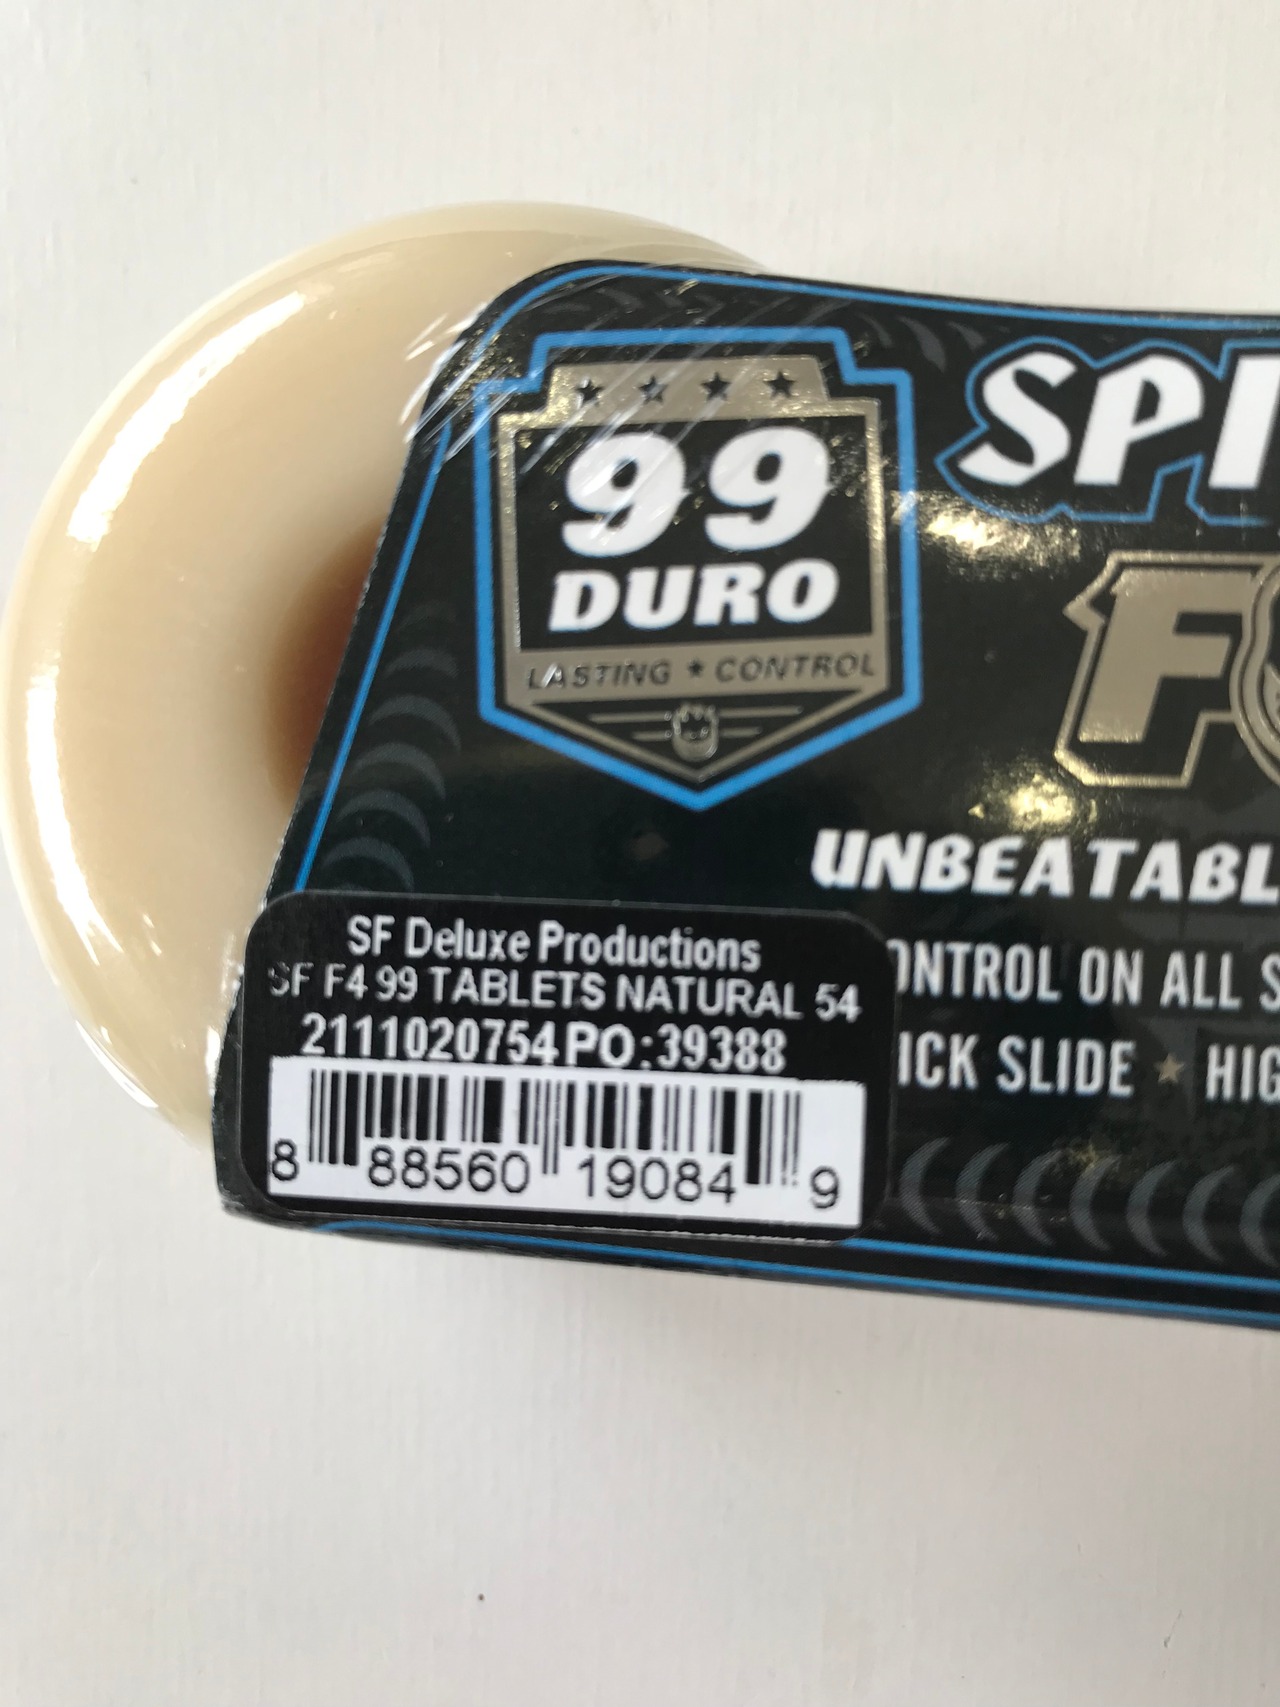 99
DURO
LASTING ★ CONTROL
SPI
F
UNBEATABL
ONTROL ON ALL S
ICK SLIDE ★ HIG
SF Deluxe Productions
SF F4 99 TABLETS NATURAL 54
2111020754 PO:39388
8 88560 19084 9